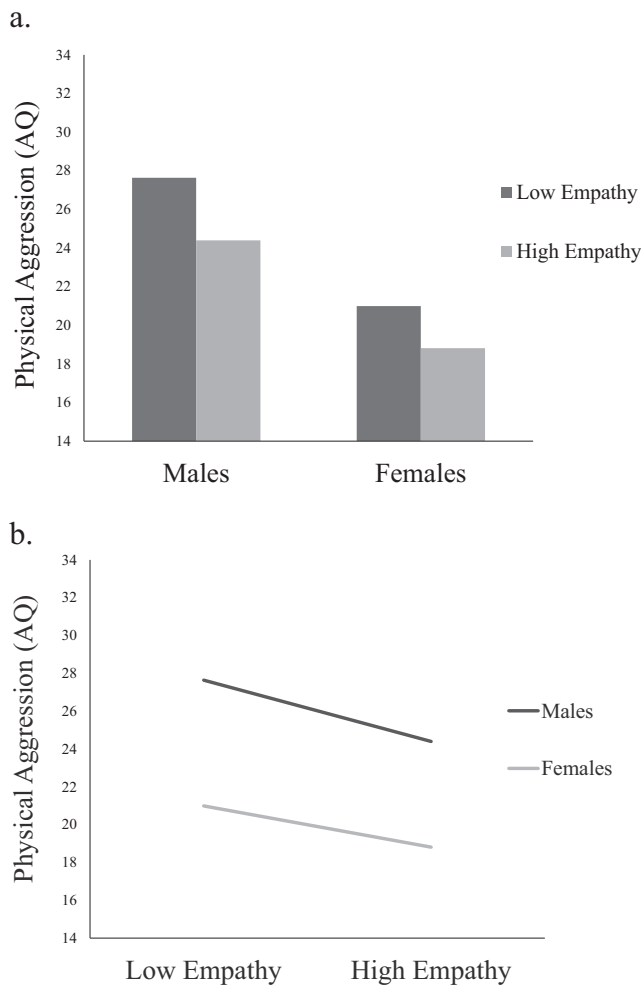 a.
Physical Aggression (AQ)
34
32
30
28
26
24
22
20
18
16
14
Males
Females
Low Empathy
High Empathy
b.
Physical Aggression (AQ)
34
32
30
28
26
24
22
20
18
16
14
Low Empathy
High Empathy
Males
Females